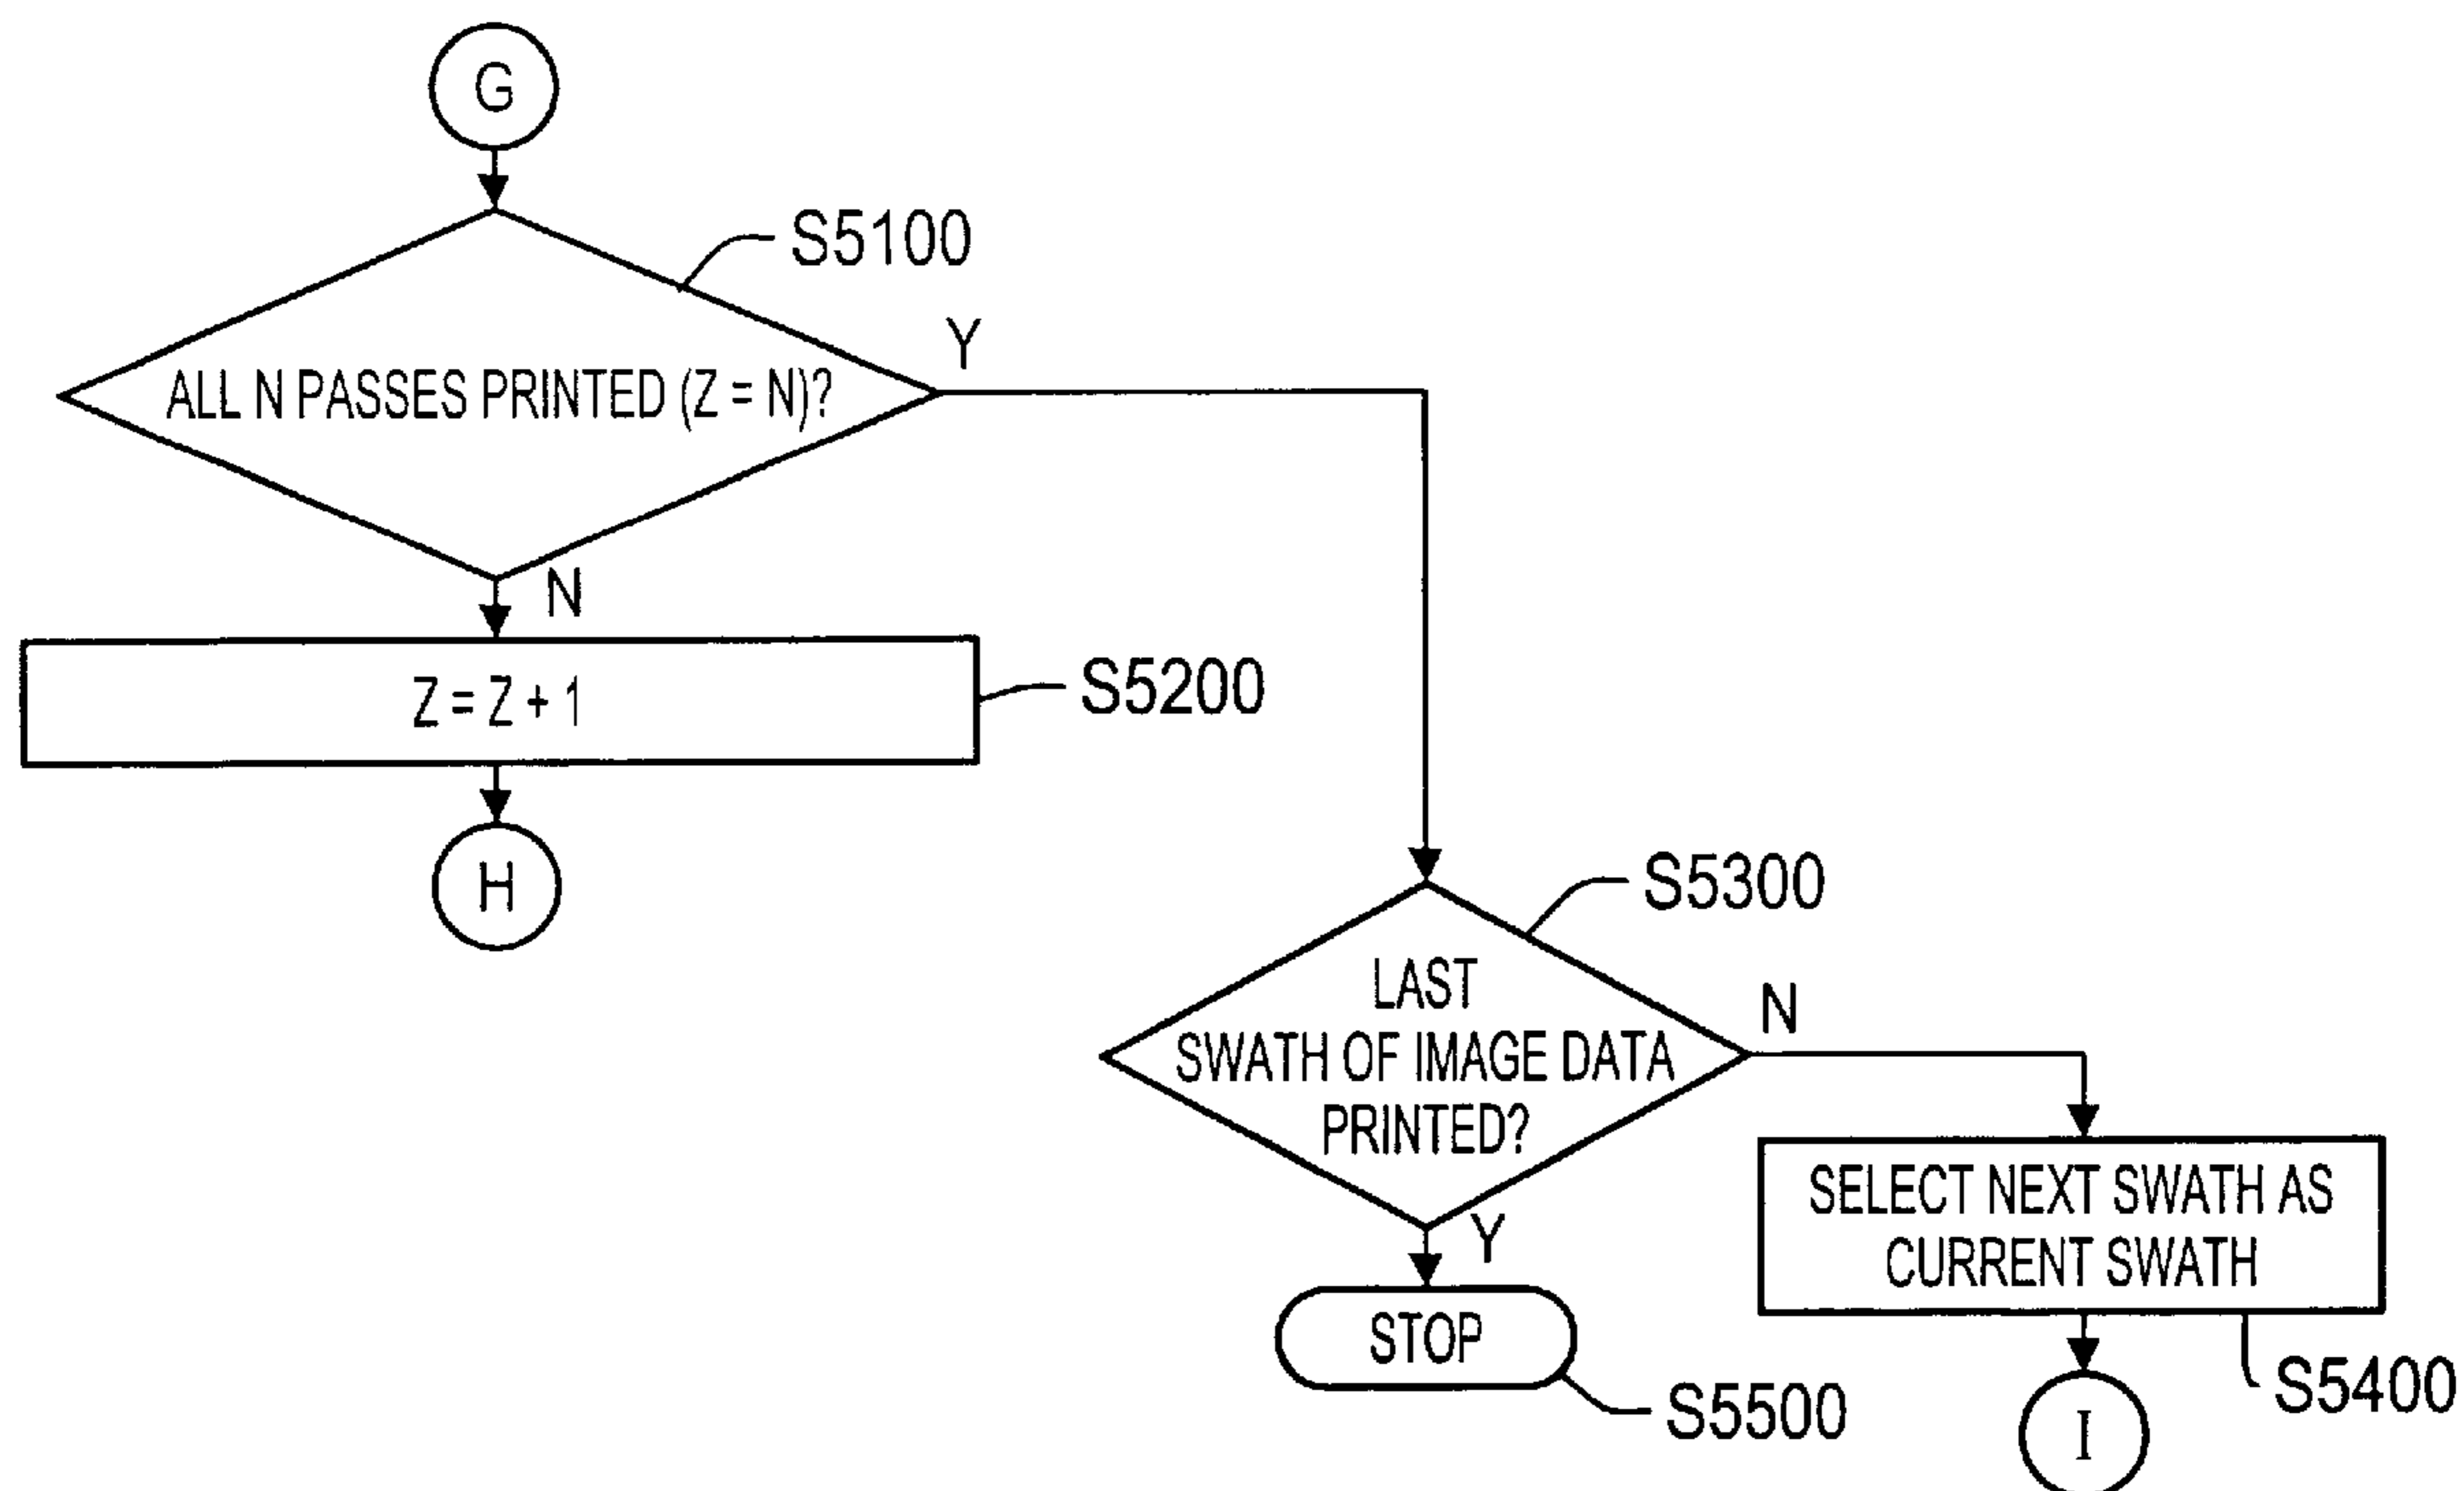 G
S5100
ALL N PASSES PRINTED (Z = N)?
Y
N
Z = Z + 1
S5200
H
S5300
LAST
SWATH OF IMAGE DATA
PRINTED?
N
Y
SELECT NEXT SWATH AS
CURRENT SWATH
STOP
S5400
S5500
I